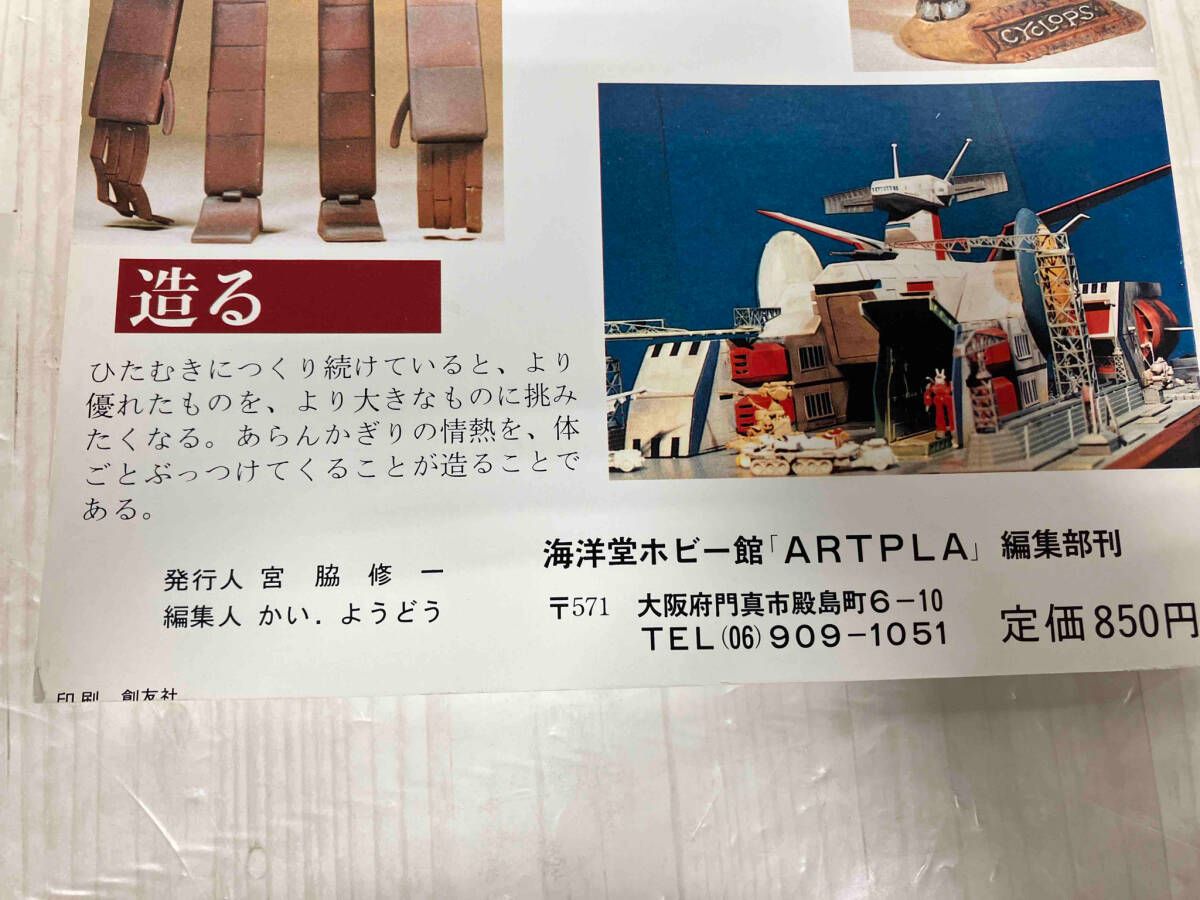 CYCLOPS
造る
ひたむきにつくり続けていると、より
優れたものを、より大きなものに挑み
たくなる。あらんかぎりの情熱を、体
ごとぶっつけてくることが造ることで
ある。
発行人 宮脇修一
編集人 かい.ようどう
海洋堂ホビー館「ARTPLA」編集部刊
〒571 大阪府門真市殿島町6-10
TEL(06)909-1051
定価850円
印刷 創友社